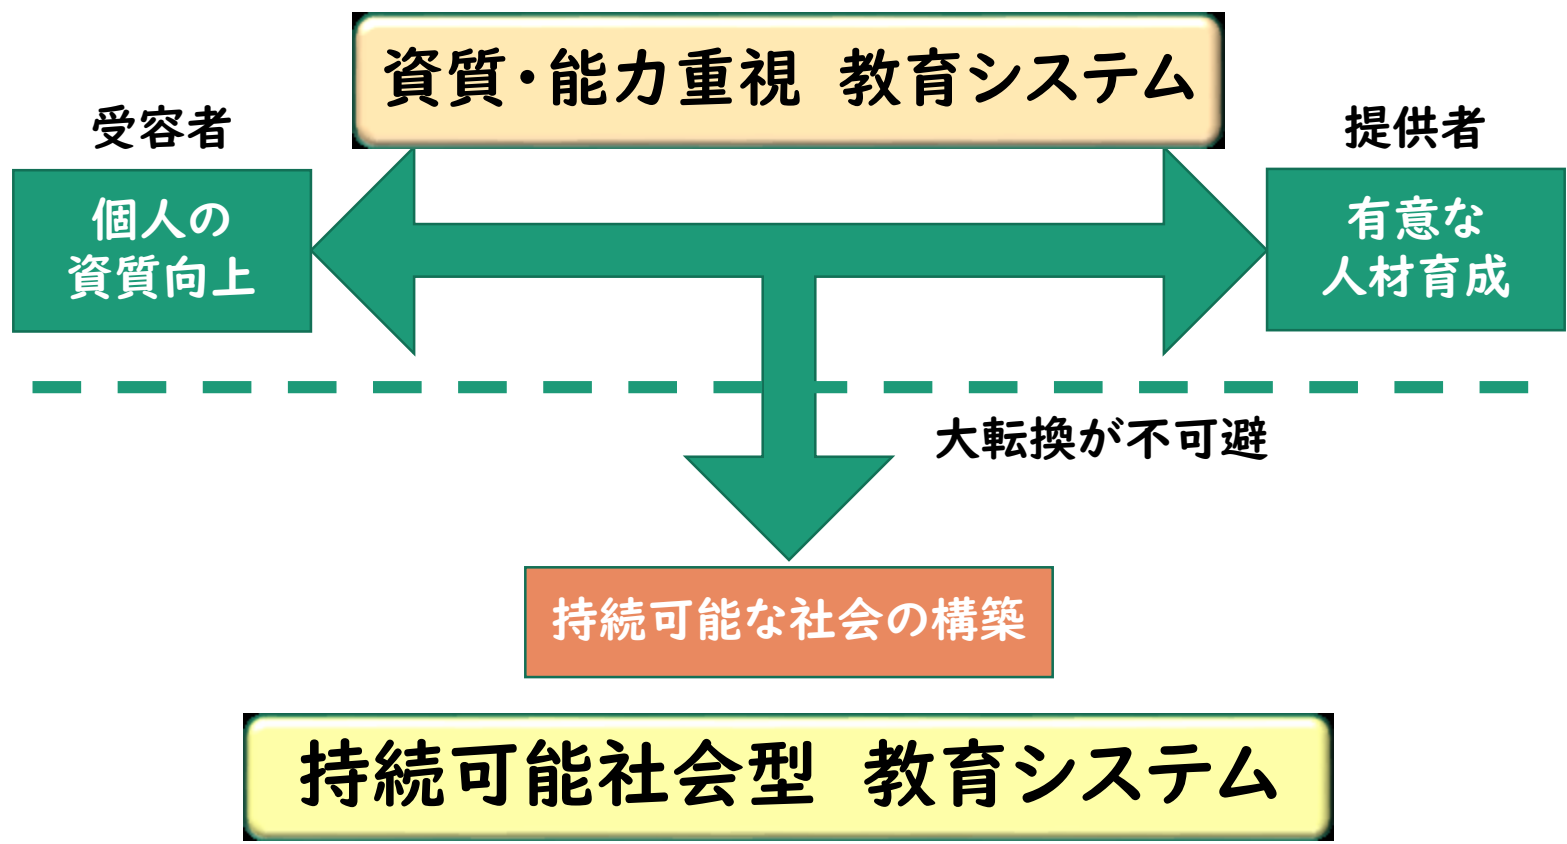 資質・能力重視　教育システム
受容者
提供者
個人の
資質向上
有意な
人材育成
大転換が不可避
持続可能な社会の構築
持続可能社会型　教育システム